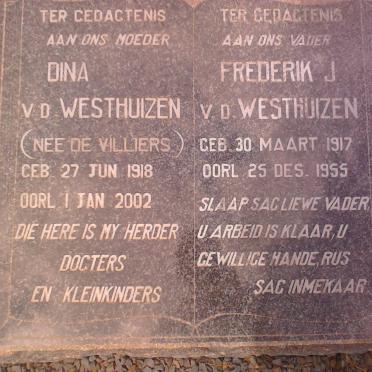 TER GEDACTENIS
AAN ONS MOEDER
DINA
V.D. WESTHUIZEN
(NEE DE VILLIERS)
GEB. 27 JUN 1918
OORL. 1 JAN 2002
DIE HERE IS MY HERDER
DOGTERS
EN KLEINKINDERS
TER GEDACTENIS
AAN ONS VADER
FREDERIK J.
V.D. WESTHUIZEN
GEB. 30 MAART 1917
OORL. 25 DES. 1955
SLAAP SAG LIEWE VADER,
U ARBEID IS KLAAR, U
GEWILLIGE HANDE, RUS
SAG INMEKAAR